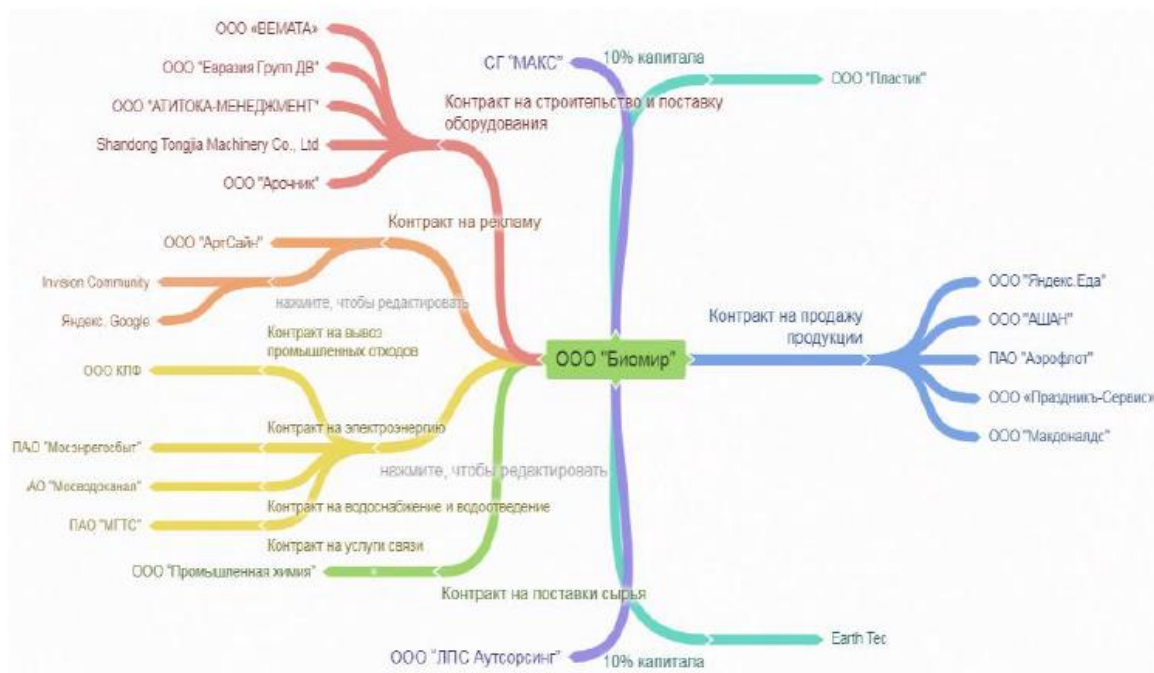 ООО «ВЕМАТА»
ООО "Евразия Групп ДВ"
ООО "АТИТОКА-МЕНЕДЖМЕНТ"
Shandong Tongjia Machinery Co., Ltd
ООО "Арочник"
Контракт на строительство и поставку
оборудования
СГ "МАКС"
10% капитала
ООО "Пластик"
ООО "АртСайн"
Контракт на рекламу
Invision Community
Яндекс. Google
нажмите, чтобы редактировать
Контракт на вывоз
промышленных отходов
ООО КПФ
Контракт на электроэнергию
ПАО "Мосэнрегосбыт"
АО "Мосводоканал"
нажмите, чтобы редактировать
Контракт на водоснабжение и водоотведение
ПАО "МГТС"
Контракт на услуги связи
ООО "Промышленная химия"
Контракт на поставки сырья
ООО "Биомир"
Контракт на продажу
продукции
ООО "Яндекс.Еда"
ООО "АШАН"
ПАО "Аэрофлот"
ООО «Праздникъ-Сервис»
ООО "Макдоналдс"
ООО "ЛПС Аутсорсинг"
10% капитала
Earth Tec